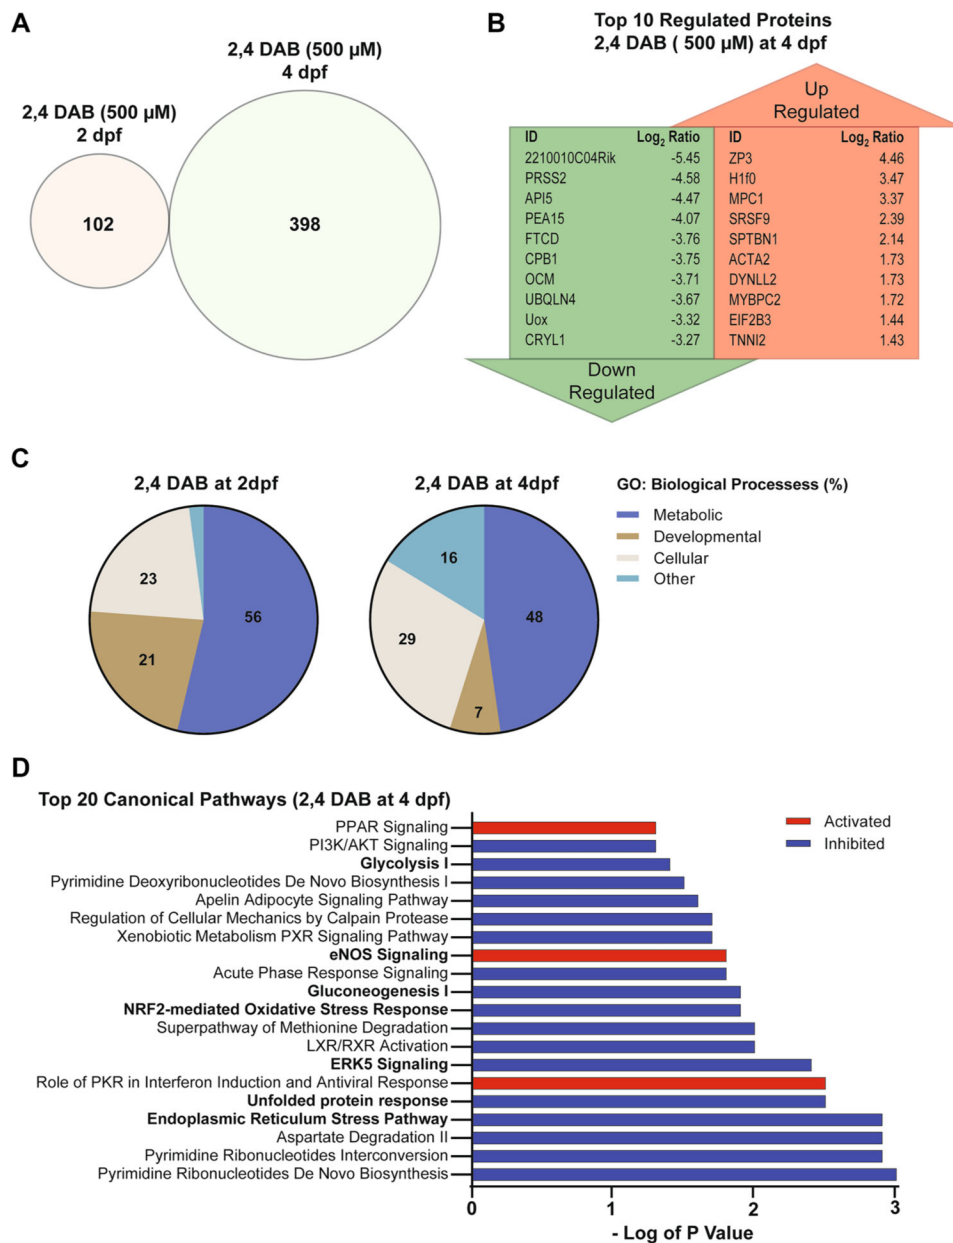 A
2,4 DAB (500 µM)
4 dpf
2,4 DAB (500 µM)
2 dpf
102
398
B
Top 10 Regulated Proteins
2,4 DAB ( 500 µM) at 4 dpf
Up
Regulated
ID Log2 Ratio ID Log2 Ratio
2210010C04Rik -5.45 ZP3 4.46
PRSS2 -4.58 H1f0 3.47
API5 -4.47 MPC1 3.37
PEA15 -4.07 SRSF9 2.39
FTCD -3.76 SPTBN1 2.14
CPB1 -3.75 ACTA2 1.73
OCM -3.71 DYNLL2 1.73
UBQLN4 -3.67 MYBPC2 1.72
Uox -3.32 EIF2B3 1.44
CRYL1 -3.27 TNNI2 1.43
Down
Regulated
C
2,4 DAB at 2dpf
23
56
21
2,4 DAB at 4dpf
16
48
29
7
GO: Biological Processess (%)
Metabolic
Developmental
Cellular
Other
D
Top 20 Canonical Pathways (2,4 DAB at 4 dpf)
Activated
Inhibited
PPAR Signaling
PI3K/AKT Signaling
Glycolysis I
Pyrimidine Deoxyribonucleotides De Novo Biosynthesis I
Apelin Adipocyte Signaling Pathway
Regulation of Cellular Mechanics by Calpain Protease
Xenobiotic Metabolism PXR Signaling Pathway
eNOS Signaling
Acute Phase Response Signaling
Gluconeogenesis I
NRF2-mediated Oxidative Stress Response
Superpathway of Methionine Degradation
LXR/RXR Activation
ERK5 Signaling
Role of PKR in Interferon Induction and Antiviral Response
Unfolded protein response
Endoplasmic Reticulum Stress Pathway
Aspartate Degradation II
Pyrimidine Ribonucleotides Interconversion
Pyrimidine Ribonucleotides De Novo Biosynthesis
0 1 2 3
- Log of P Value